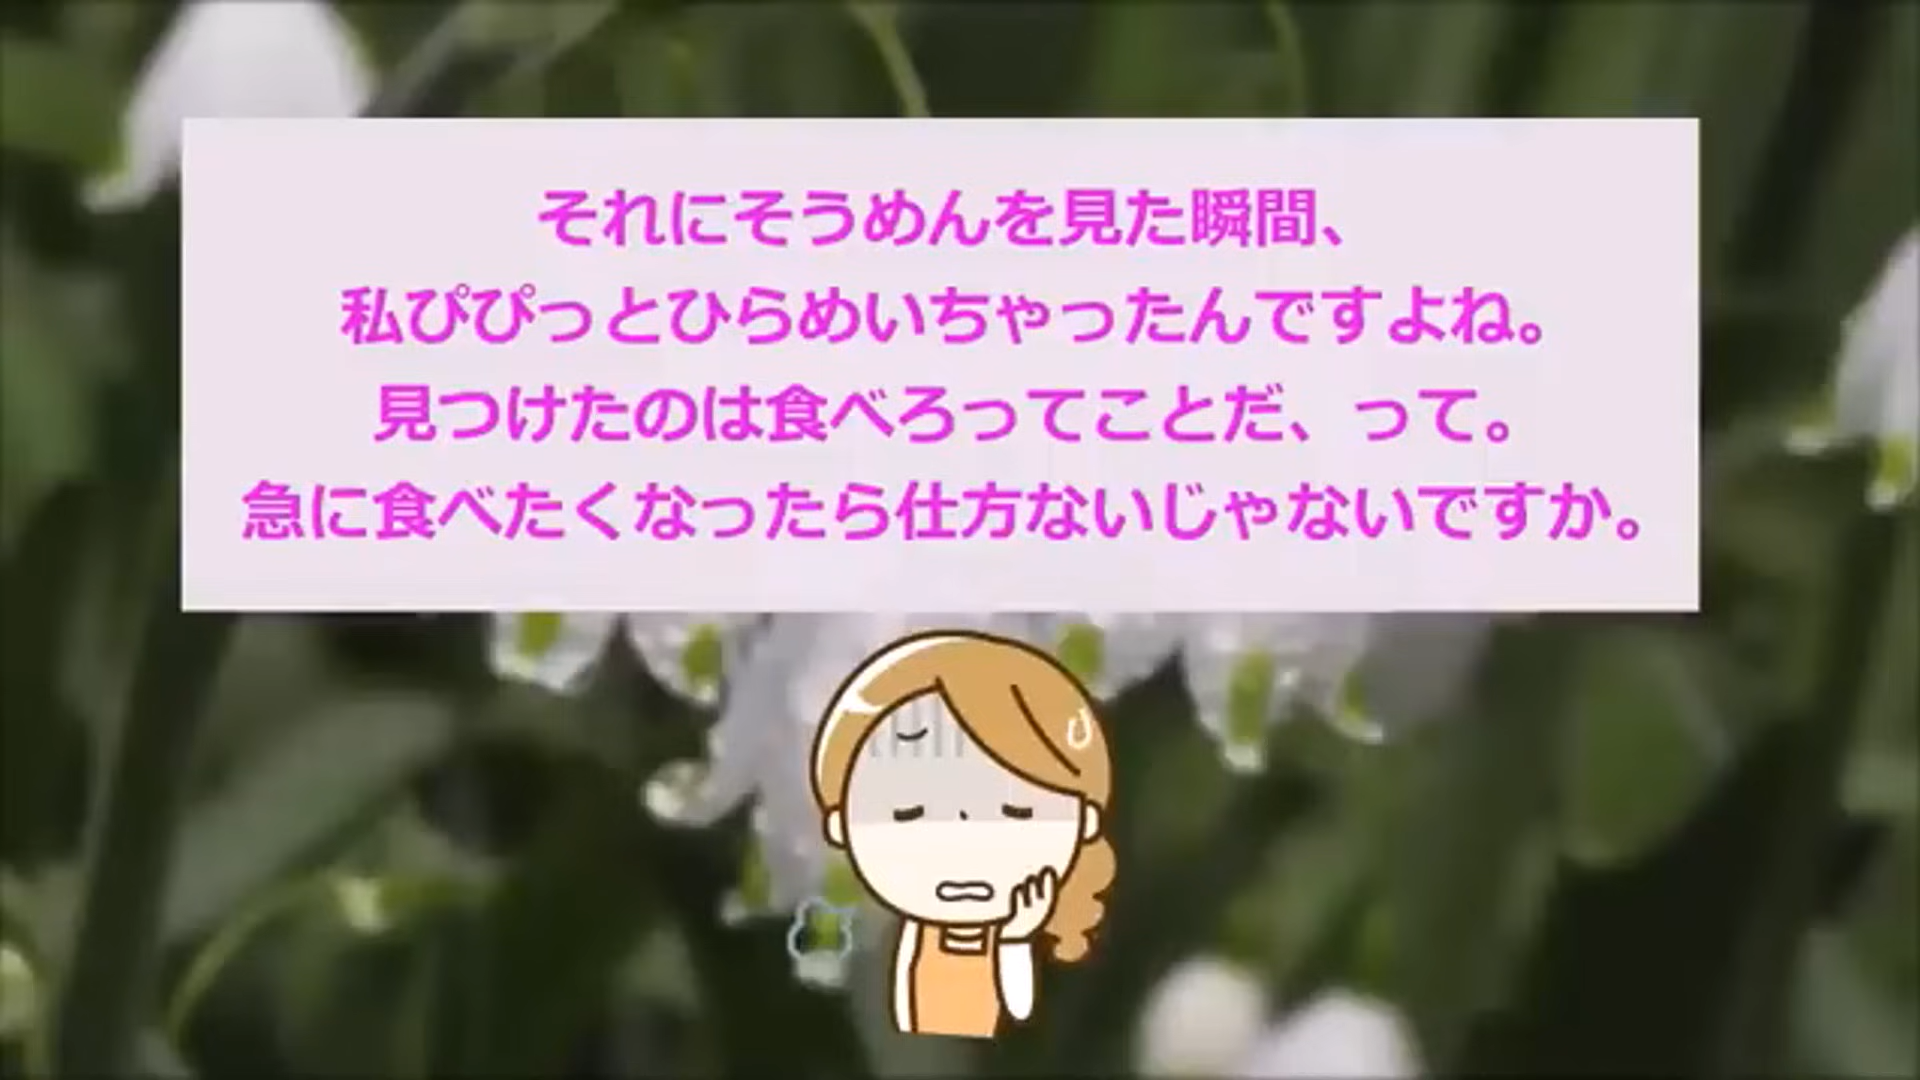 それにそうめんを見た瞬間、
私ぴぴっとひらめいちゃったんですよね。
見つけたのは食べろってことだ、って。
急に食べたくなったら仕方ないじゃないですか。